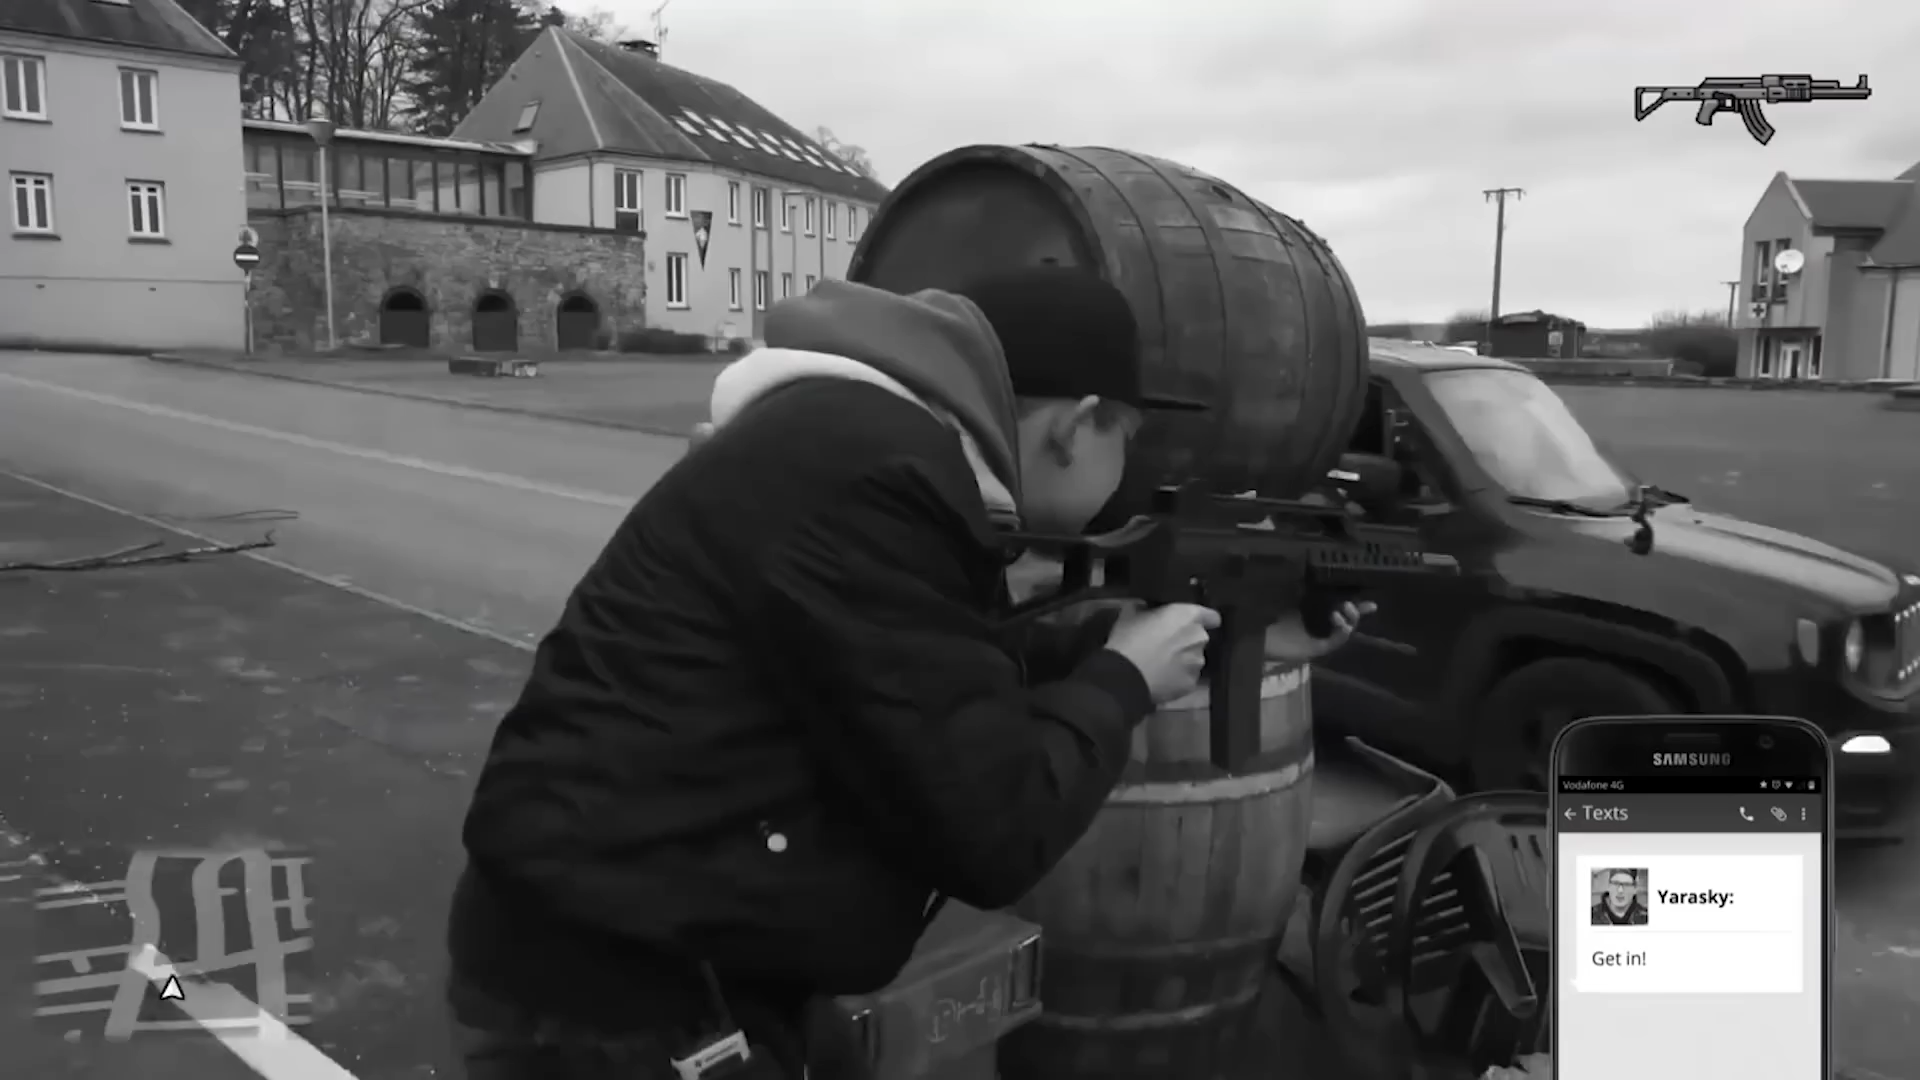 SAMSUNG
Vodafone 4G
Texts
Yarasky:
Get in!